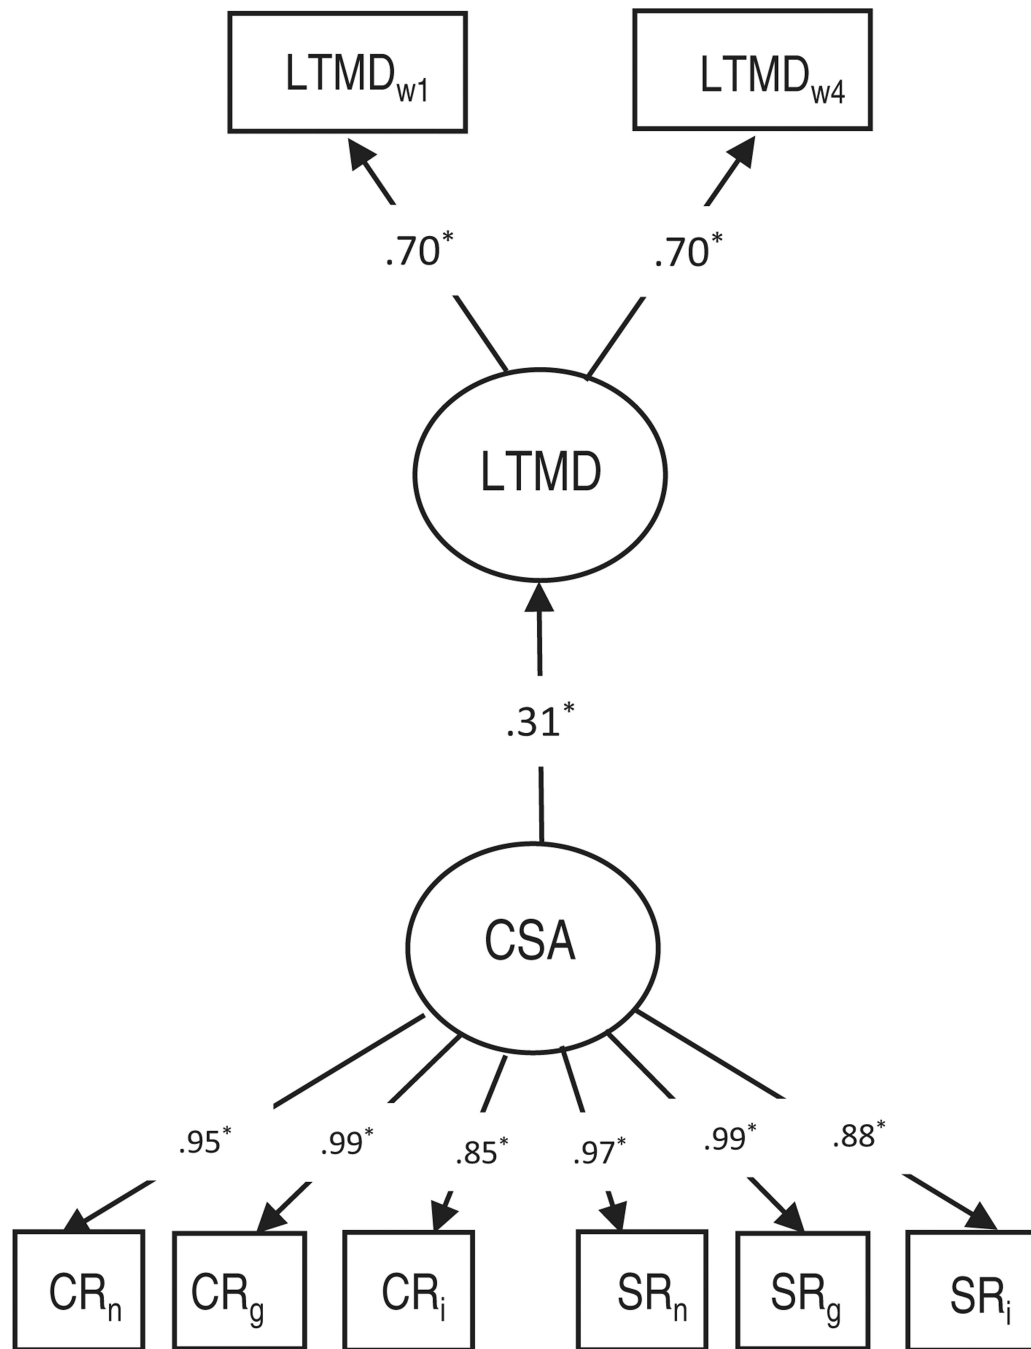 LTMDw1 LTMDw4
.70* .70*
LTMD
.31*
CSA
.95* .99* .85* .97* .99* .88*
CRn CRg CRi SRn SRg SRi